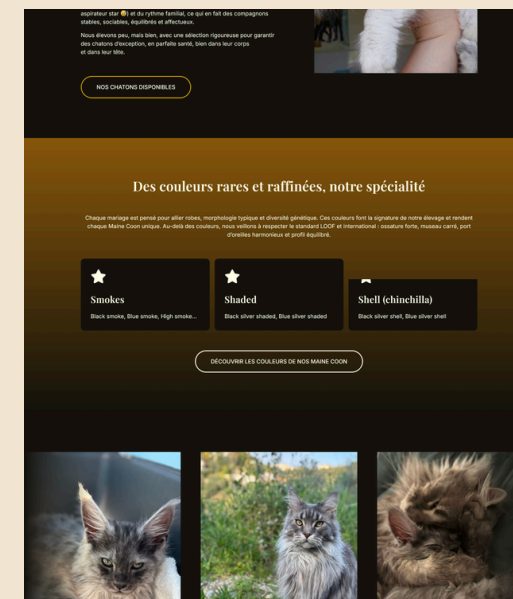 aspirateur star 😅) et du rythme familial, ce qui en fait des compagnons
stables, sociables, équilibrés et affectueux.
Nous élevons peu, mais bien, avec une sélection rigoureuse pour garantir
des chatons d'exception, en parfaite santé, bien dans leur corps
et dans leur tête.
NOS CHATONS DISPONIBLES
Des couleurs rares et raffinées, notre spécialité
Chaque mariage est pensé pour allier robes, morphologie typique et diversité génétique. Ces couleurs font la signature de notre élevage et rendent
chaque Maine Coon unique. Au-delà des couleurs, nous veillons à respecter le standard LOOF et international : ossature forte, museau carré, port
d'oreilles harmonieux et profil équilibré.
Smokes
Black smoke, Blue smoke, High smoke...
Shaded
Black silver shaded, Blue silver shaded
Shell (chinchilla)
Black silver shell, Blue silver shell
DÉCOUVRIR LES COULEURS DE NOS MAINE COON